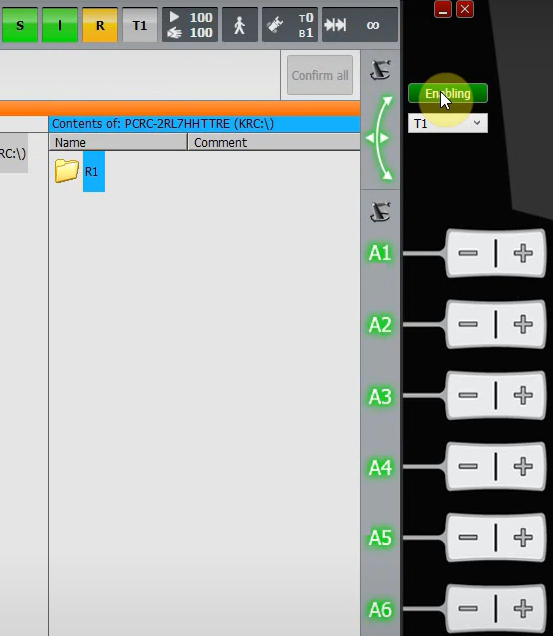 S I R T1 100 T0 ∞
100 B1
Confirm all
Enabling
T1
Contents of: PCRC-2RL7HHTTRE (KRC:\)
Name Comment
RC:\)
R1
A1
A2
A3
A4
A5
A6